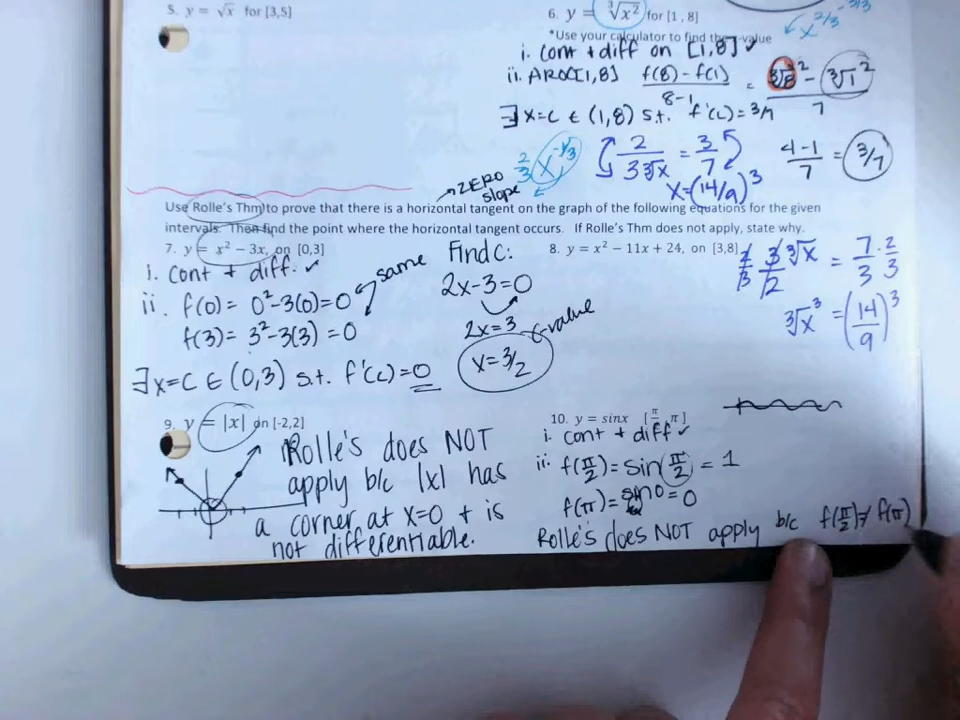 5. y = √x for [3,5]
6. y = ∛x² for [1, 8]
x^2/3
*Use your calculator to find the -value
i. cont + diff on [1,8] ✓
ii. AROC[1,8] f(8) - f(1) / 8-1 = ∛8² - ∛1² / 7
∃ x=c ∈ (1,8) s.t. f'(c) = 3/7
4-1 / 7 = 3/7
2/3 x^-1/3
2 / 3∛x = 3/7
x = (14/9)³
→ ZERO slope
Use Rolle's Thm to prove that there is a horizontal tangent on the graph of the following equations for the given
intervals. Then find the point where the horizontal tangent occurs. If Rolle's Thm does not apply, state why.
7. y = x² − 3x, on [0,3]
i. cont + diff. ✓
ii. f(0) = 0²-3(0) = 0
same
f(3) = 3²-3(3) = 0
∃ x=c ∈ (0,3) s.t. f'(c) = 0
Find c:
2x-3=0
2x=3
c-value
x = 3/2
8. y = x² − 11x + 24, on [3,8]
∛x = 7/3 · 2/3
∛x³ = (14/9)³
9. y = |x| on [-2,2]
Rolle's does NOT
apply b/c |x| has
a corner at x=0 + is
not differentiable.
10. y = sinx [π/2, π]
i. cont + diff ✓
ii. f(π/2) = sin(π/2) = 1
f(π) = sin0 = 0
Rolle's does NOT apply b/c f(π/2) ≠ f(π)